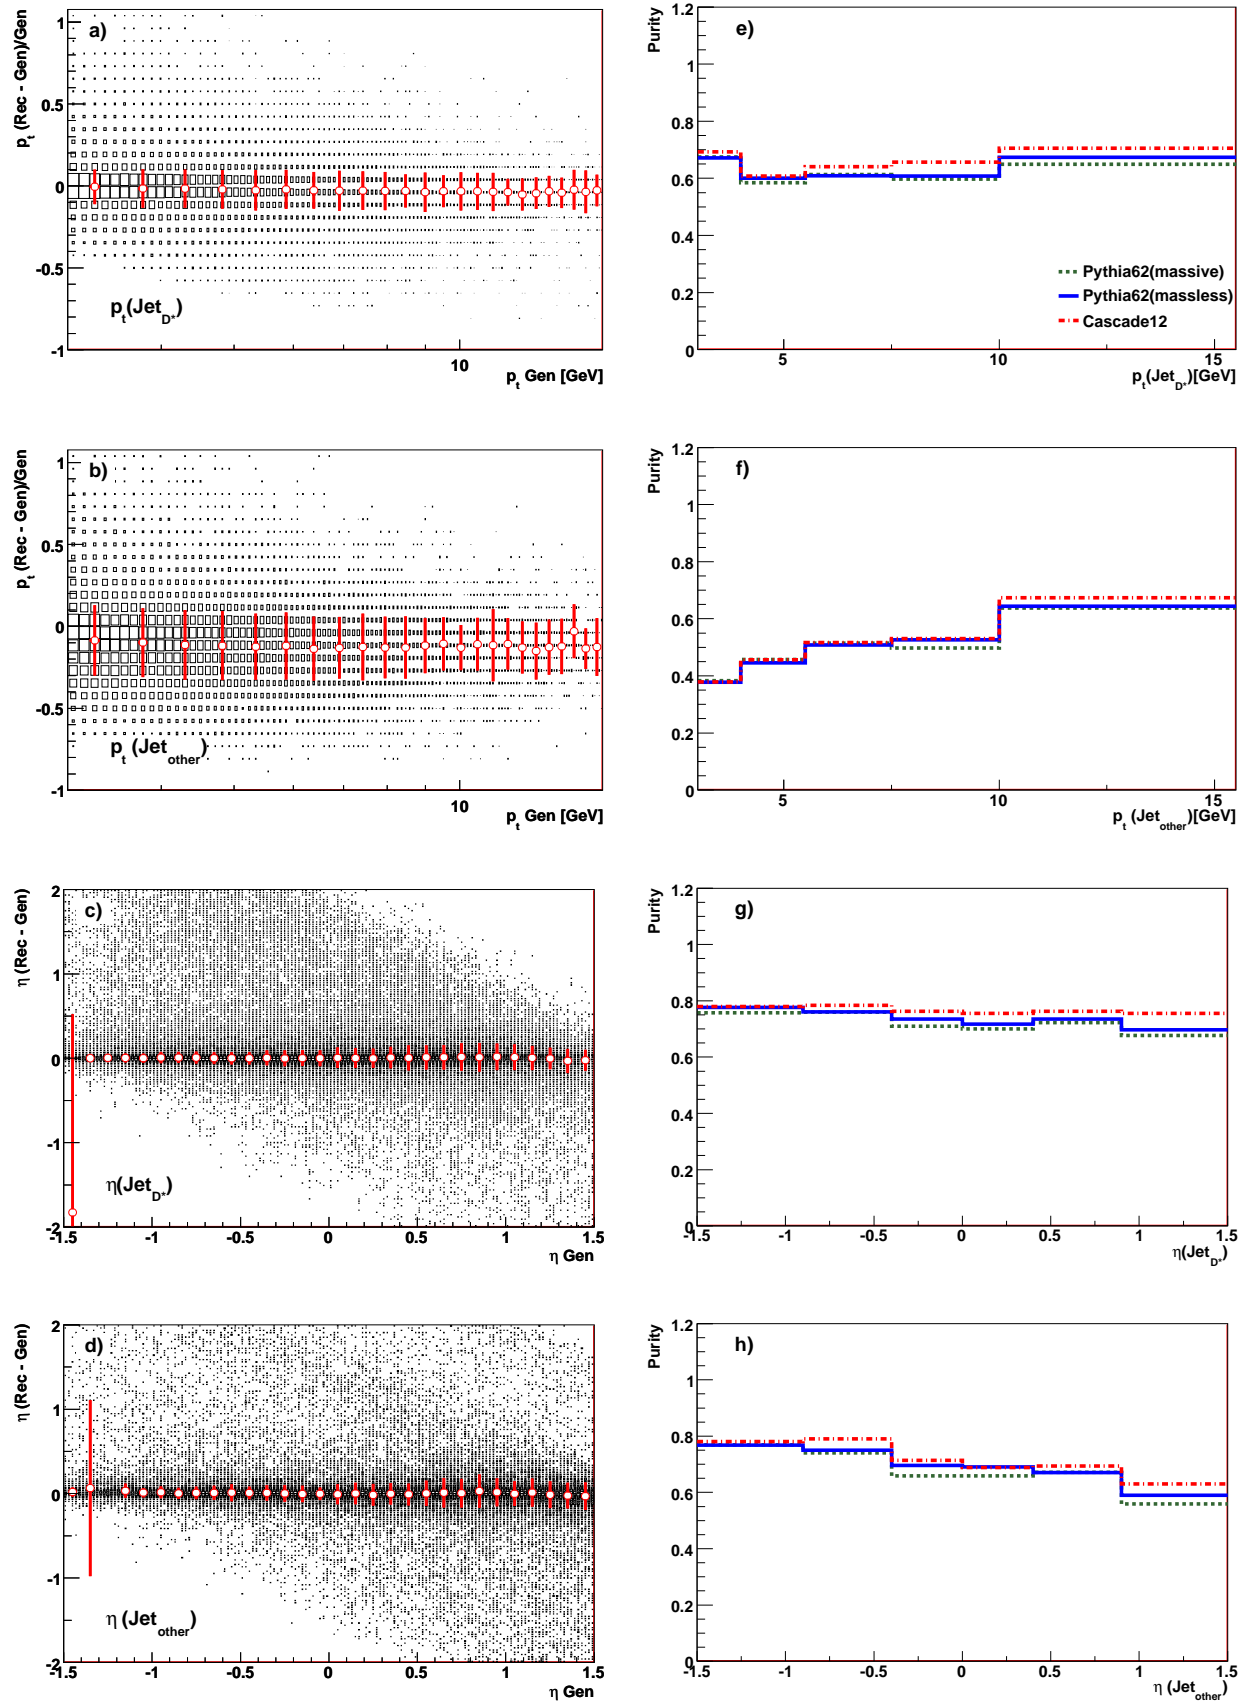 a)
p_t (Rec - Gen)/Gen
1
0.5
0
-0.5
-1
p_t(Jet_D*)
10
p_t Gen [GeV]
e)
Purity
1.2
1
0.8
0.6
0.4
0.2
0
Pythia62(massive)
Pythia62(massless)
Cascade12
5 10 15
p_t(Jet_D*)[GeV]
b)
p_t (Rec - Gen)/Gen
1
0.5
0
-0.5
-1
p_t (Jet_other)
10
p_t Gen [GeV]
f)
Purity
1.2
1
0.8
0.6
0.4
0.2
0
5 10 15
p_t (Jet_other)[GeV]
c)
η (Rec - Gen)
2
1
0
-1
-2
η(Jet_D*)
-1.5 -1 -0.5 0 0.5 1 1.5
η Gen
g)
Purity
1.2
1
0.8
0.6
0.4
0.2
0
-1.5 -1 -0.5 0 0.5 1 1.5
η(Jet_D*)
d)
η (Rec - Gen)
2
1
0
-1
-2
η (Jet_other)
-1.5 -1 -0.5 0 0.5 1 1.5
η Gen
h)
Purity
1.2
1
0.8
0.6
0.4
0.2
0
-1.5 -1 -0.5 0 0.5 1 1.5
η (Jet_other)